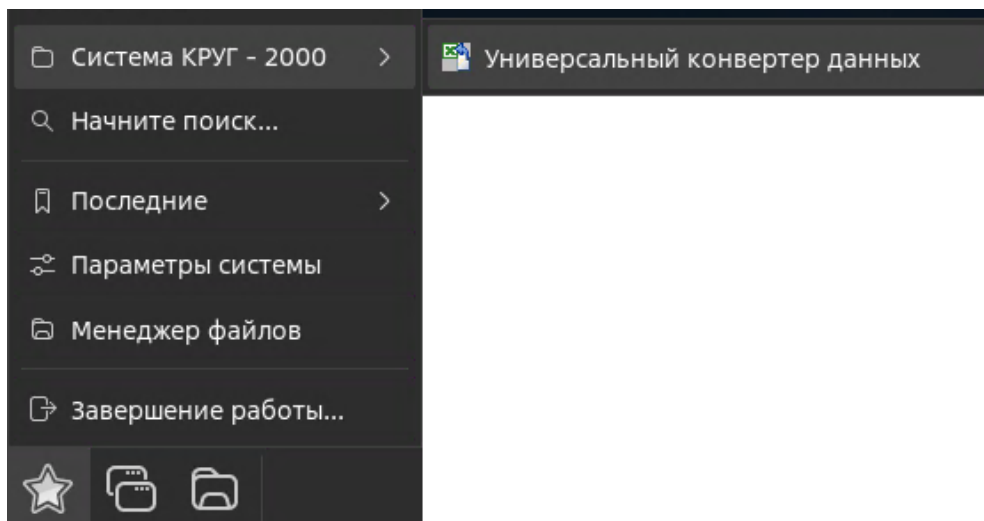 Система КРУГ - 2000
Универсальный конвертер данных
Начните поиск...
Последние
Параметры системы
Менеджер файлов
Завершение работы...